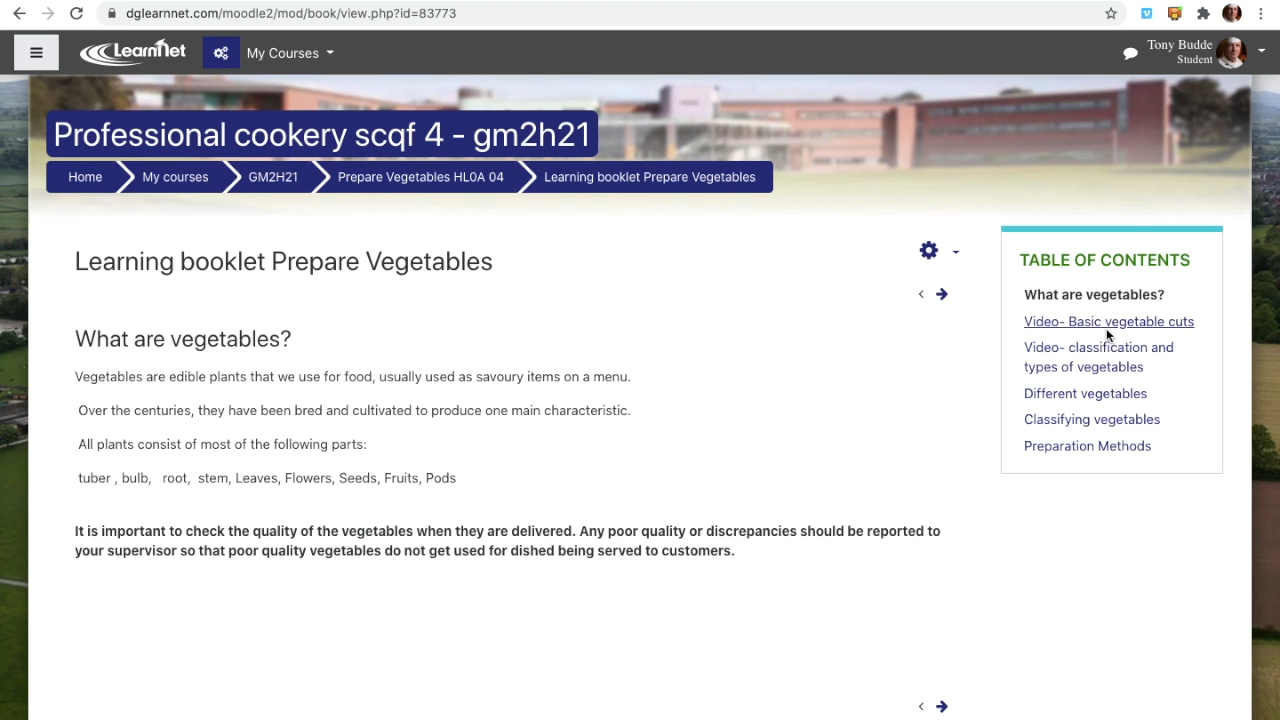 dglearnnet.com/moodle2/mod/book/view.php?id=83773
LearnNet
My Courses
Tony Budde
Student
Professional cookery scqf 4 - gm2h21
Home
My courses
GM2H21
Prepare Vegetables HL0A 04
Learning booklet Prepare Vegetables
Learning booklet Prepare Vegetables
What are vegetables?
Vegetables are edible plants that we use for food, usually used as savoury items on a menu.
Over the centuries, they have been bred and cultivated to produce one main characteristic.
All plants consist of most of the following parts:
tuber , bulb, root, stem, Leaves, Flowers, Seeds, Fruits, Pods
It is important to check the quality of the vegetables when they are delivered. Any poor quality or discrepancies should be reported to
your supervisor so that poor quality vegetables do not get used for dished being served to customers.
TABLE OF CONTENTS
What are vegetables?
Video- Basic vegetable cuts
Video- classification and
types of vegetables
Different vegetables
Classifying vegetables
Preparation Methods